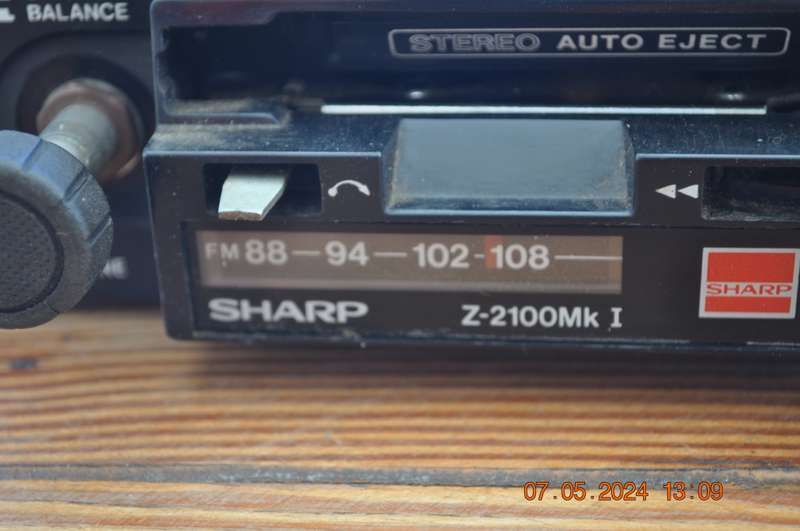 BALANCE
STEREO AUTO EJECT
FM 88 94 102 108
SHARP
SHARP Z-2100Mk I
07.05.2024 13:09